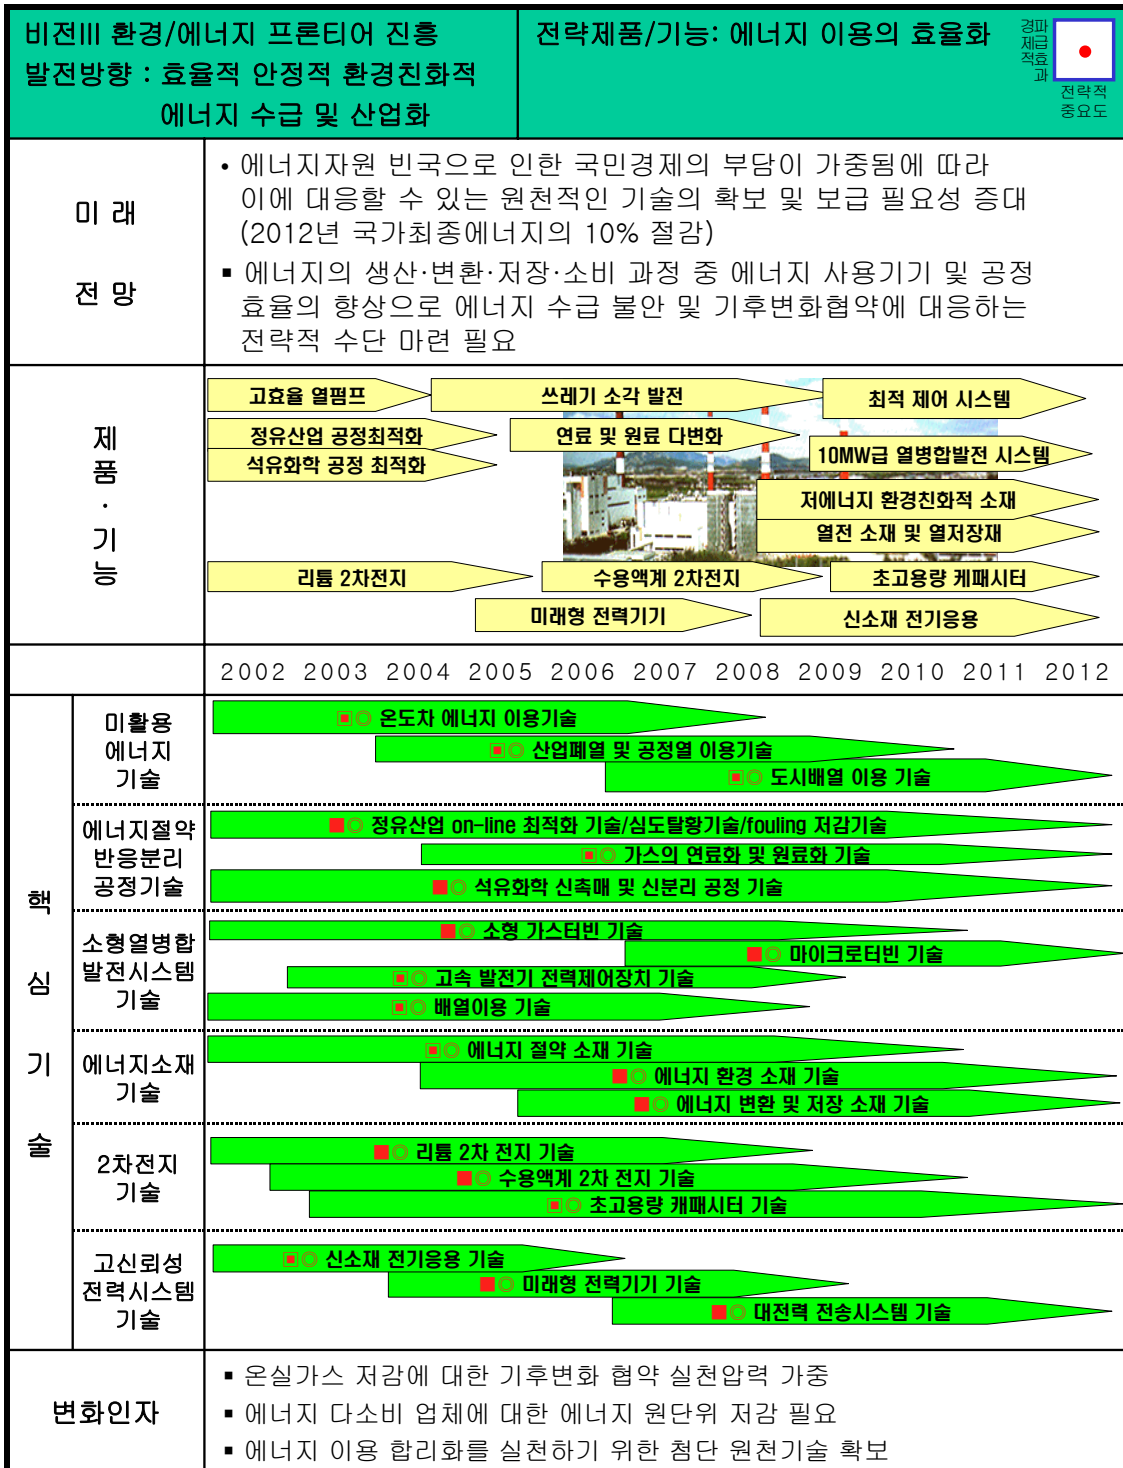 비전III 환경/에너지 프론티어 진흥
발전방향 : 효율적 안정적 환경친화적
에너지 수급 및 산업화
전략제품/기능: 에너지 이용의 효율화
경제적
파급효과
전략적
중요도
미 래
전 망
• 에너지자원 빈국으로 인한 국민경제의 부담이 가중됨에 따라
이에 대응할 수 있는 원천적인 기술의 확보 및 보급 필요성 증대
(2012년 국가최종에너지의 10% 절감)
▪ 에너지의 생산·변환·저장·소비 과정 중 에너지 사용기기 및 공정
효율의 향상으로 에너지 수급 불안 및 기후변화협약에 대응하는
전략적 수단 마련 필요
제
품
·
기
능
고효율 열펌프
쓰레기 소각 발전
최적 제어 시스템
정유산업 공정최적화
연료 및 원료 다변화
10MW급 열병합발전 시스템
석유화학 공정 최적화
저에너지 환경친화적 소재
열전 소재 및 열저장재
리튬 2차전지
수용액계 2차전지
초고용량 케패시터
미래형 전력기기
신소재 전기응용
2002 2003 2004 2005 2006 2007 2008 2009 2010 2011 2012
핵
심
기
술
미활용
에너지
기술
▣◎ 온도차 에너지 이용기술
▣◎ 산업폐열 및 공정열 이용기술
▣◎ 도시배열 이용 기술
에너지절약
반응분리
공정기술
■◎ 정유산업 on-line 최적화 기술/심도탈황기술/fouling 저감기술
▣◎ 가스의 연료화 및 원료화 기술
■◎ 석유화학 신촉매 및 신분리 공정 기술
소형열병합
발전시스템
기술
■◎ 소형 가스터빈 기술
■◎ 마이크로터빈 기술
▣◎ 고속 발전기 전력제어장치 기술
▣◎ 배열이용 기술
에너지소재
기술
▣◎ 에너지 절약 소재 기술
■◎ 에너지 환경 소재 기술
■◎ 에너지 변환 및 저장 소재 기술
2차전지
기술
■◎ 리튬 2차 전지 기술
■◎ 수용액계 2차 전지 기술
▣◎ 초고용량 캐패시터 기술
고신뢰성
전력시스템
기술
▣◎ 신소재 전기응용 기술
■◎ 미래형 전력기기 기술
■◎ 대전력 전송시스템 기술
변화인자
▪ 온실가스 저감에 대한 기후변화 협약 실천압력 가중
▪ 에너지 다소비 업체에 대한 에너지 원단위 저감 필요
▪ 에너지 이용 합리화를 실천하기 위한 첨단 원천기술 확보